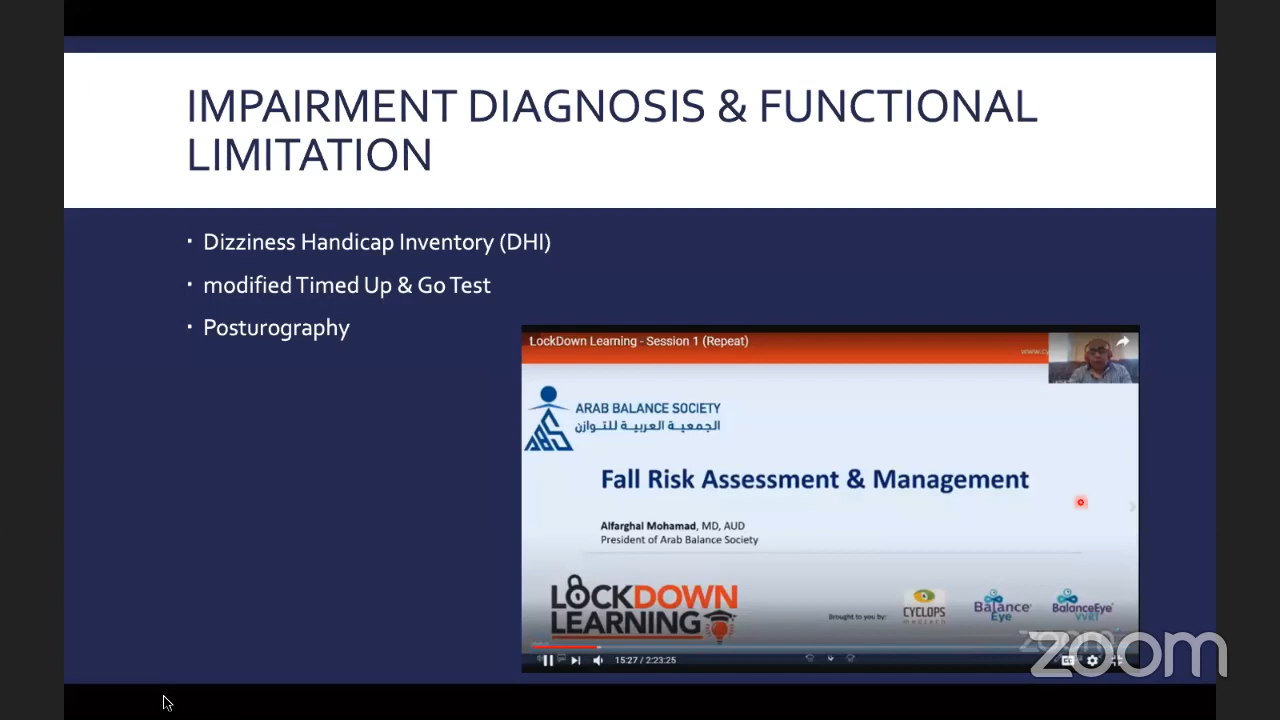 IMPAIRMENT DIAGNOSIS & FUNCTIONAL
LIMITATION
Dizziness Handicap Inventory (DHI)
modified Timed Up & Go Test
Posturography
LockDown Learning - Session 1 (Repeat)
ARAB BALANCE SOCIETY
الجمعية العربية للتوازن
Fall Risk Assessment & Management
Alfarghal Mohamad, MD, AUD
President of Arab Balance Society
LOCKDOWN
LEARNING
Brought to you by:
CYCLOPS
MEDTECH
Balance
Eye
BalanceEye
VVRT
15:27 / 2:23:25
zoom